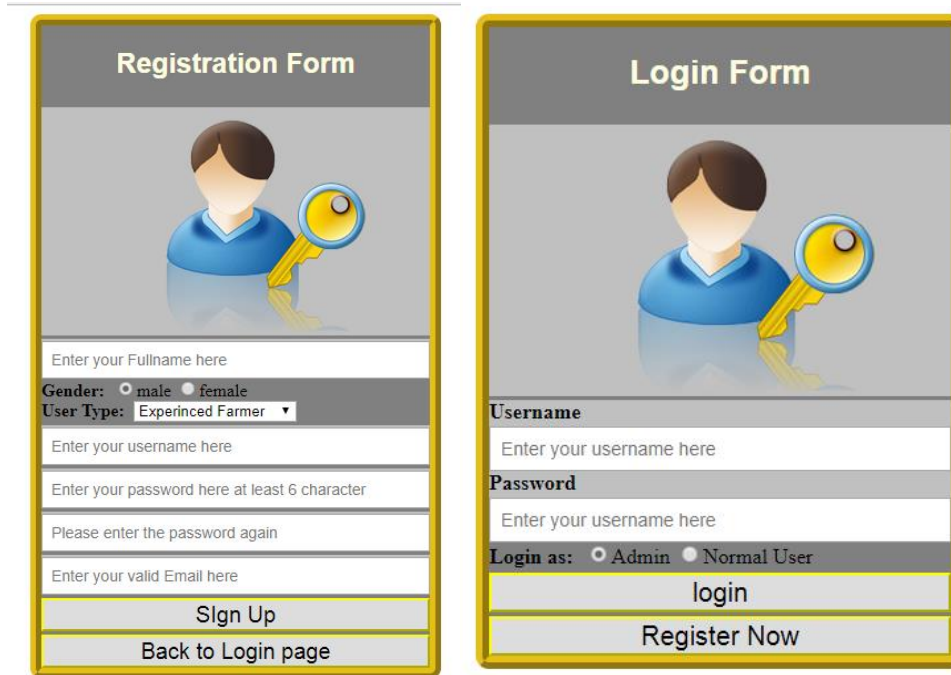 Registration Form
Enter your Fullname here
Gender: male female
User Type: Experinced Farmer
Enter your username here
Enter your password here at least 6 character
Please enter the password again
Enter your valid Email here
SIgn Up
Back to Login page
Login Form
Username
Enter your username here
Password
Enter your username here
Login as: Admin Normal User
login
Register Now